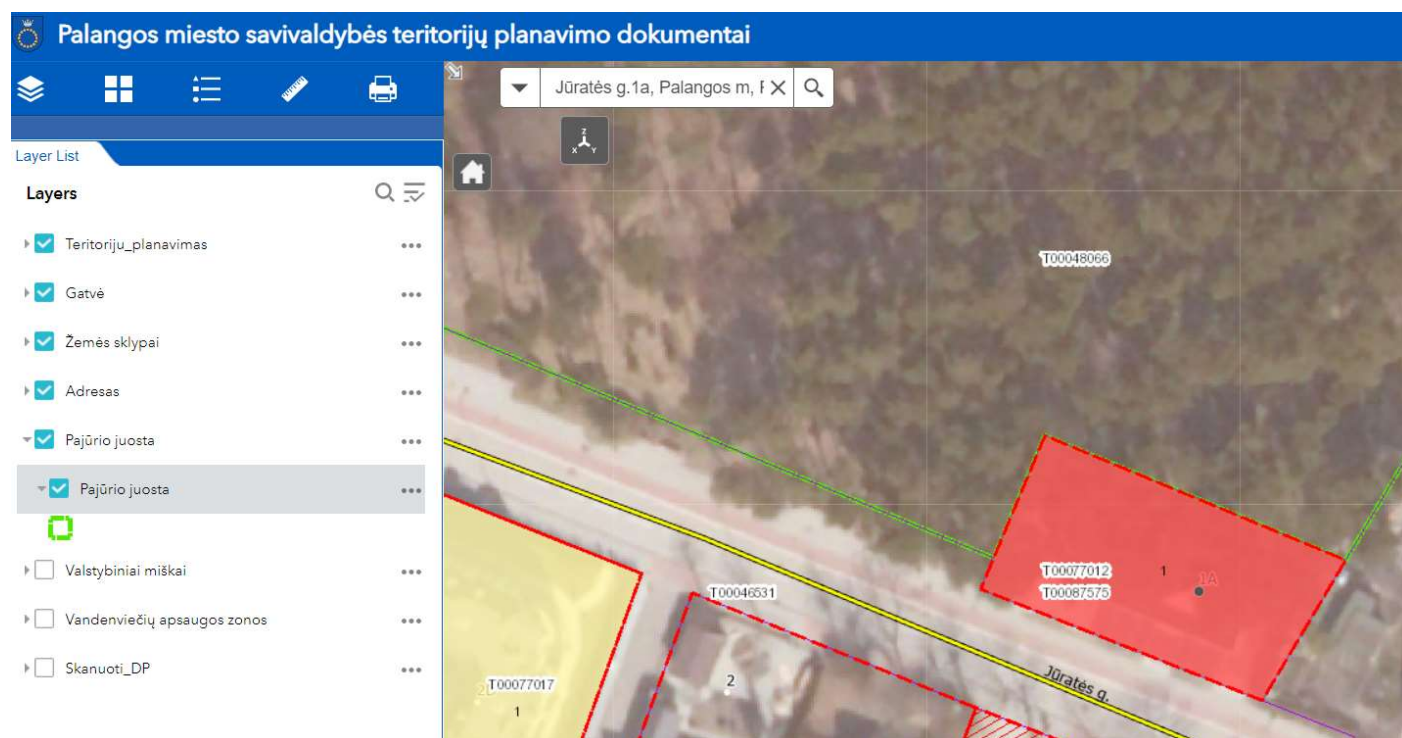 Palangos miesto savivaldybės teritorijų planavimo dokumentai
Jūratės g.1a, Palangos m, F
Z
X Y
Layer List
Layers
Teritoriju_planavimas
Gatvė
Žemės sklypai
Adresas
Pajūrio juosta
Pajūrio juosta
Valstybiniai miškai
Vandenviečių apsaugos zonos
Skanuoti_DP
T00048066
T00077012
T00087575
1
1A
T00046531
Jūratės g.
T00077017
1
2